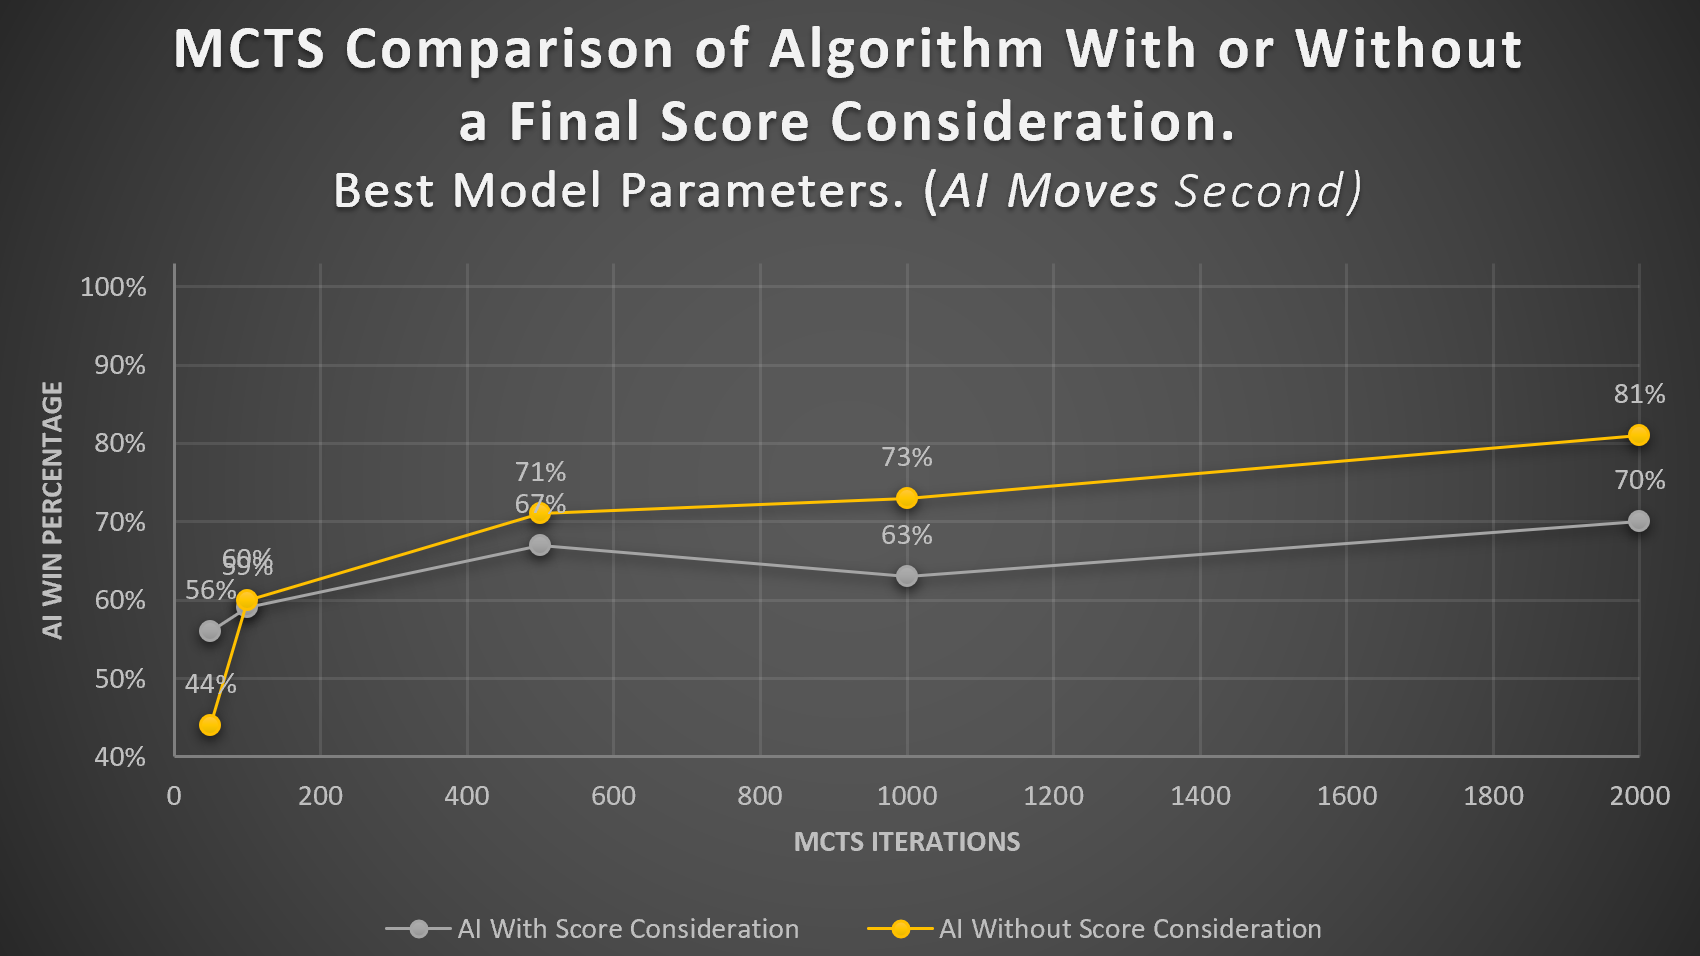 MCTS Comparison of Algorithm With or Without
a Final Score Consideration.
Best Model Parameters. (AI Moves Second)
100%
90%
80%
70%
60%
50%
40%
AI WIN PERCENTAGE
81%
70%
73%
63%
71%
67%
60%
59%
56%
44%
0 200 400 600 800 1000 1200 1400 1600 1800 2000
MCTS ITERATIONS
AI With Score Consideration AI Without Score Consideration